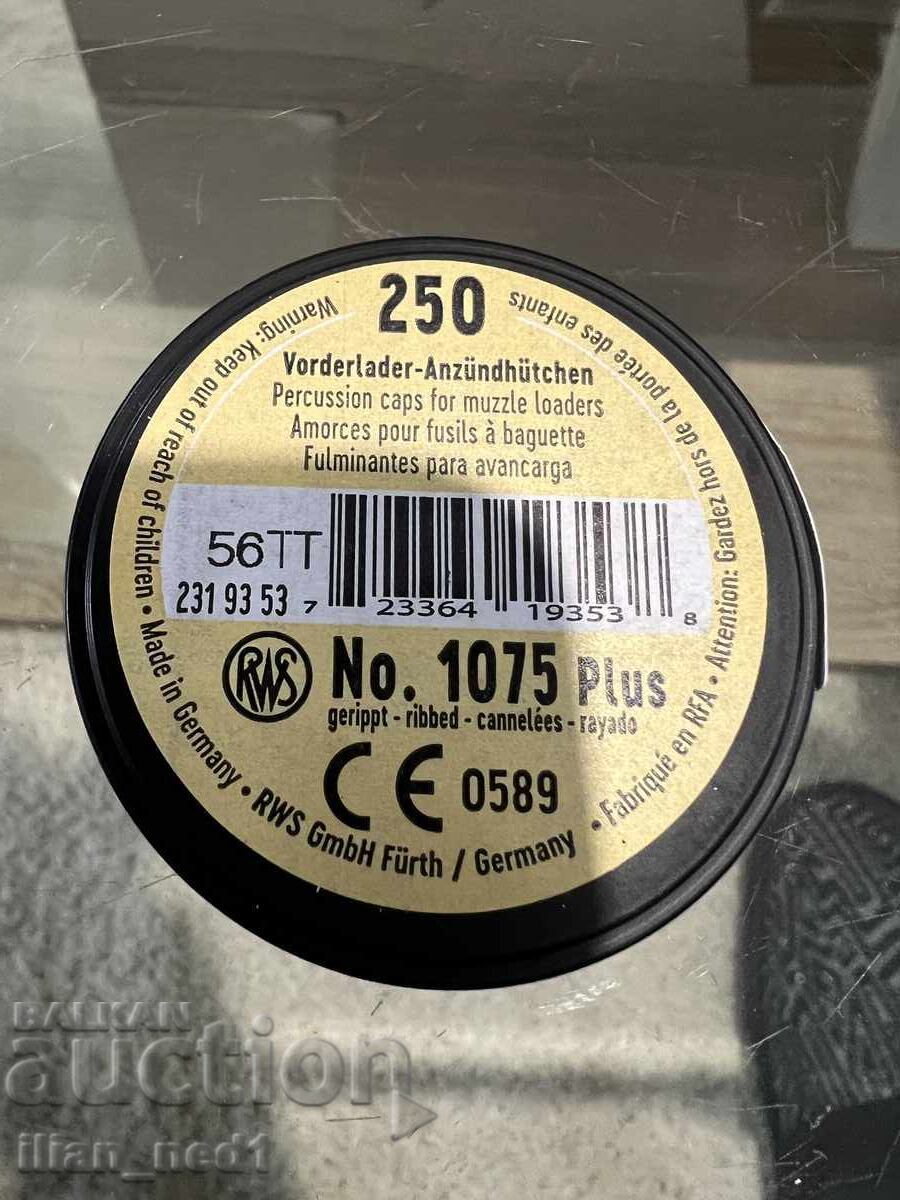 250
Vorderlader-Anzündhütchen
Percussion caps for muzzle loaders
Amorces pour fusils à baguette
Fulminantes para avancarga
56TT
231 93 53
7 23364 19353 8
RWS
No. 1075 Plus
gerippt - ribbed - cannelées - rayado
CE 0589
Warning: Keep out of reach of children • Made in Germany • RWS GmbH Fürth / Germany • Fabriqué en RFA • Attention: Gardez hors de la portée des enfants
BALKAN
auction
ilian_ned1